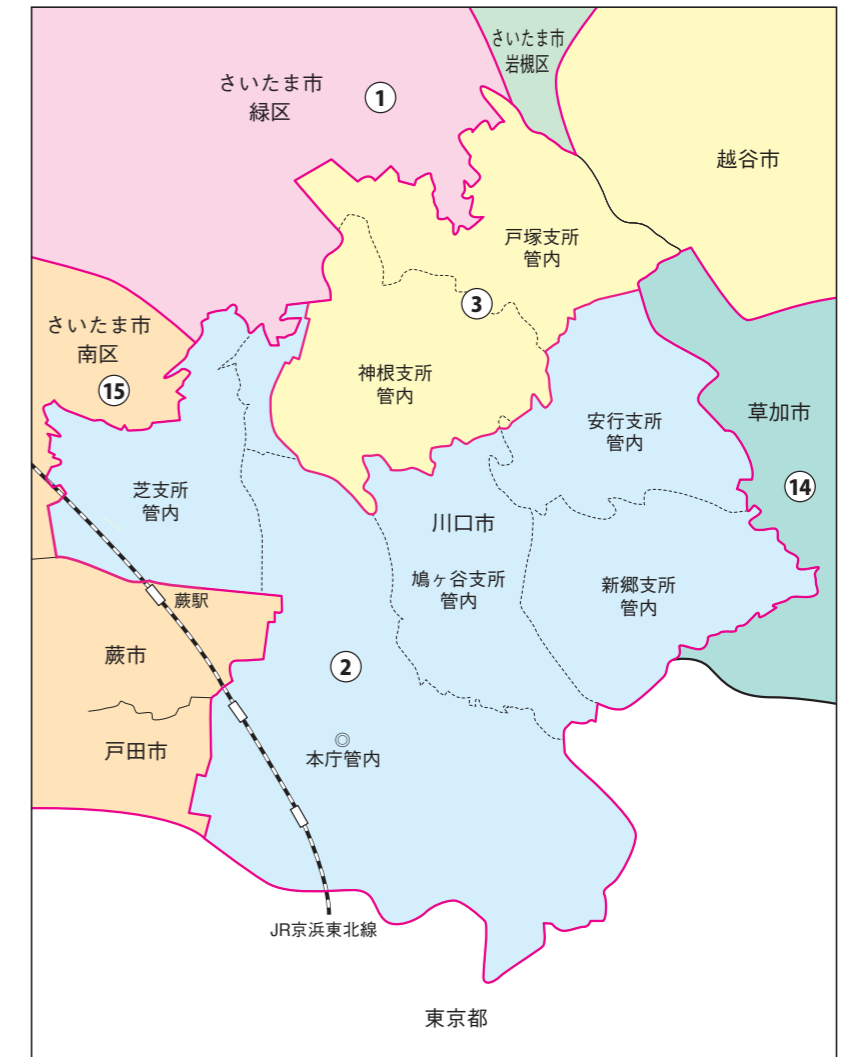 さいたま市
岩槻区
さいたま市
緑区
①
越谷市
戸塚支所
管内
③
さいたま市
南区
⑮
神根支所
管内
安行支所
管内
草加市
⑭
芝支所
管内
川口市
鳩ヶ谷支所
管内
新郷支所
管内
蕨駅
蕨市
②
戸田市
本庁管内
JR京浜東北線
東京都